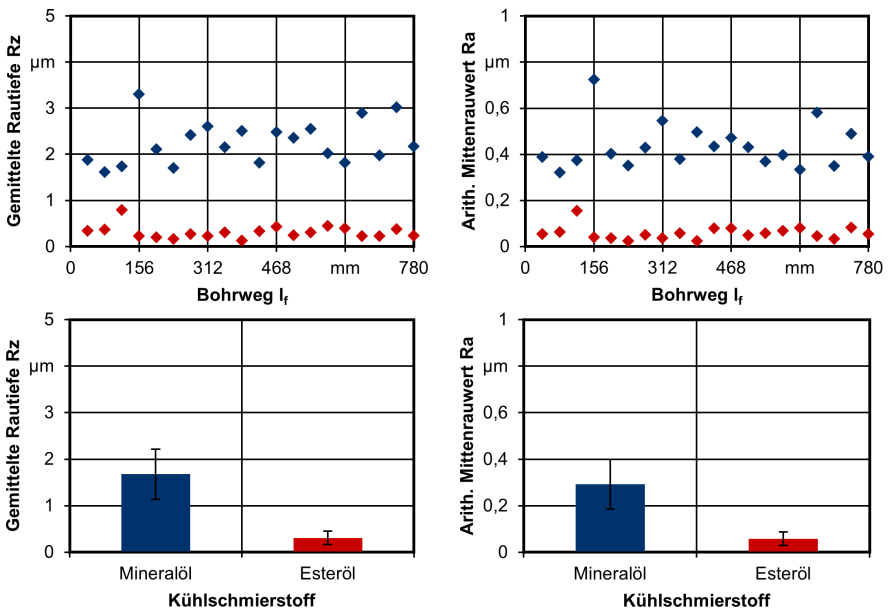 Gemittelte Rautiefe Rz
5
µm
3
2
1
0
0 156 312 468 mm 780
Bohrweg lf
Arith. Mittenrauwert Ra
1
µm
0,6
0,4
0,2
0
0 156 312 468 mm 780
Bohrweg lf
Gemittelte Rautiefe Rz
5
µm
3
2
1
0
Mineralöl Esteröl
Kühlschmierstoff
Arith. Mittenrauwert Ra
1
µm
0,6
0,4
0,2
0
Mineralöl Esteröl
Kühlschmierstoff